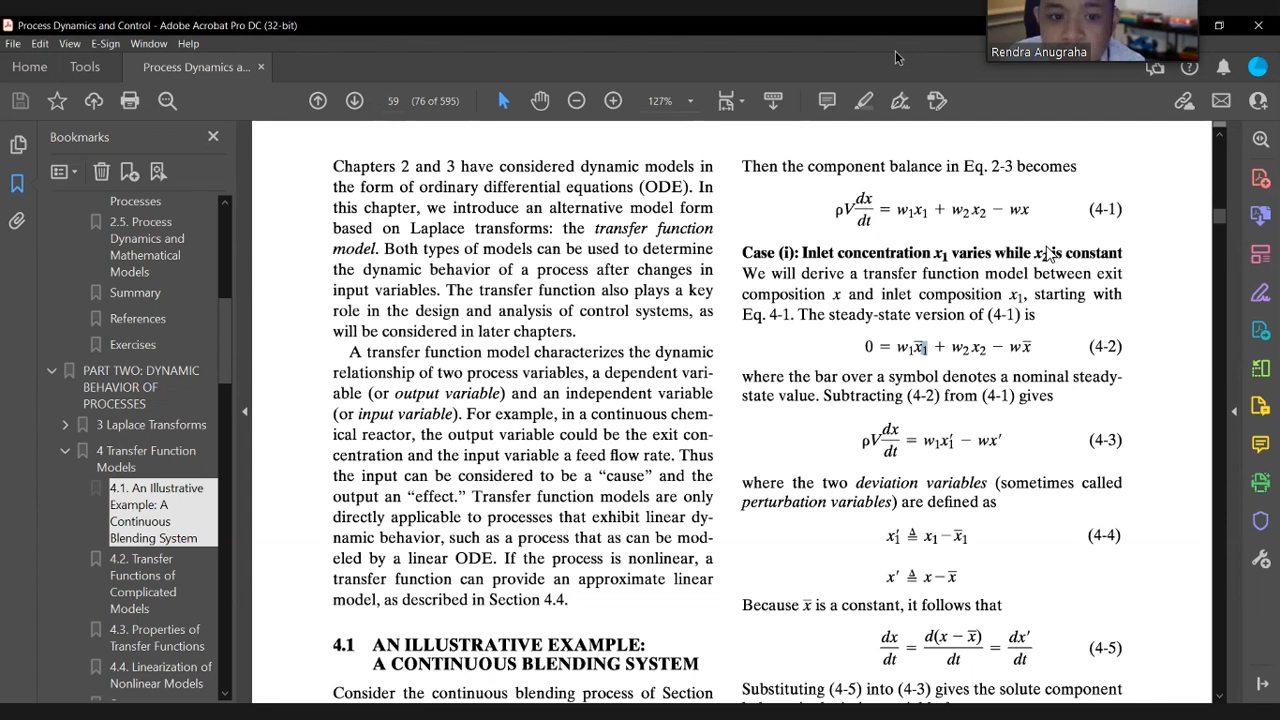 Process Dynamics and Control - Adobe Acrobat Pro DC (32-bit)
File Edit View E-Sign Window Help
Home Tools Process Dynamics a... ×
Rendra Anugraha
59 (76 of 595) 127%
Bookmarks
Processes
2.5. Process
Dynamics and
Mathematical
Models
Summary
References
Exercises
PART TWO: DYNAMIC
BEHAVIOR OF
PROCESSES
3 Laplace Transforms
4 Transfer Function
Models
4.1. An Illustrative
Example: A
Continuous
Blending System
4.2. Transfer
Functions of
Complicated
Models
4.3. Properties of
Transfer Functions
4.4. Linearization of
Nonlinear Models
Chapters 2 and 3 have considered dynamic models in
the form of ordinary differential equations (ODE). In
this chapter, we introduce an alternative model form
based on Laplace transforms: the transfer function
model. Both types of models can be used to determine
the dynamic behavior of a process after changes in
input variables. The transfer function also plays a key
role in the design and analysis of control systems, as
will be considered in later chapters.
A transfer function model characterizes the dynamic
relationship of two process variables, a dependent vari-
able (or output variable) and an independent variable
(or input variable). For example, in a continuous chem-
ical reactor, the output variable could be the exit con-
centration and the input variable a feed flow rate. Thus
the input can be considered to be a “cause” and the
output an “effect.” Transfer function models are only
directly applicable to processes that exhibit linear dy-
namic behavior, such as a process that as can be mod-
eled by a linear ODE. If the process is nonlinear, a
transfer function can provide an approximate linear
model, as described in Section 4.4.
4.1 AN ILLUSTRATIVE EXAMPLE:
A CONTINUOUS BLENDING SYSTEM
Consider the continuous blending process of Section
Then the component balance in Eq. 2-3 becomes
ρV dx/dt = w₁x₁ + w₂x₂ − wx (4-1)
Case (i): Inlet concentration x₁ varies while x₂ is constant
We will derive a transfer function model between exit
composition x and inlet composition x₁, starting with
Eq. 4-1. The steady-state version of (4-1) is
0 = w₁x̅₁ + w₂x₂ − wx̅ (4-2)
where the bar over a symbol denotes a nominal steady-
state value. Subtracting (4-2) from (4-1) gives
ρV dx/dt = w₁x₁′ − wx′ (4-3)
where the two deviation variables (sometimes called
perturbation variables) are defined as
x₁′ ≜ x₁ − x̅₁ (4-4)
x′ ≜ x − x̅
Because x̅ is a constant, it follows that
dx/dt = d(x − x̅)/dt = dx′/dt (4-5)
Substituting (4-5) into (4-3) gives the solute component